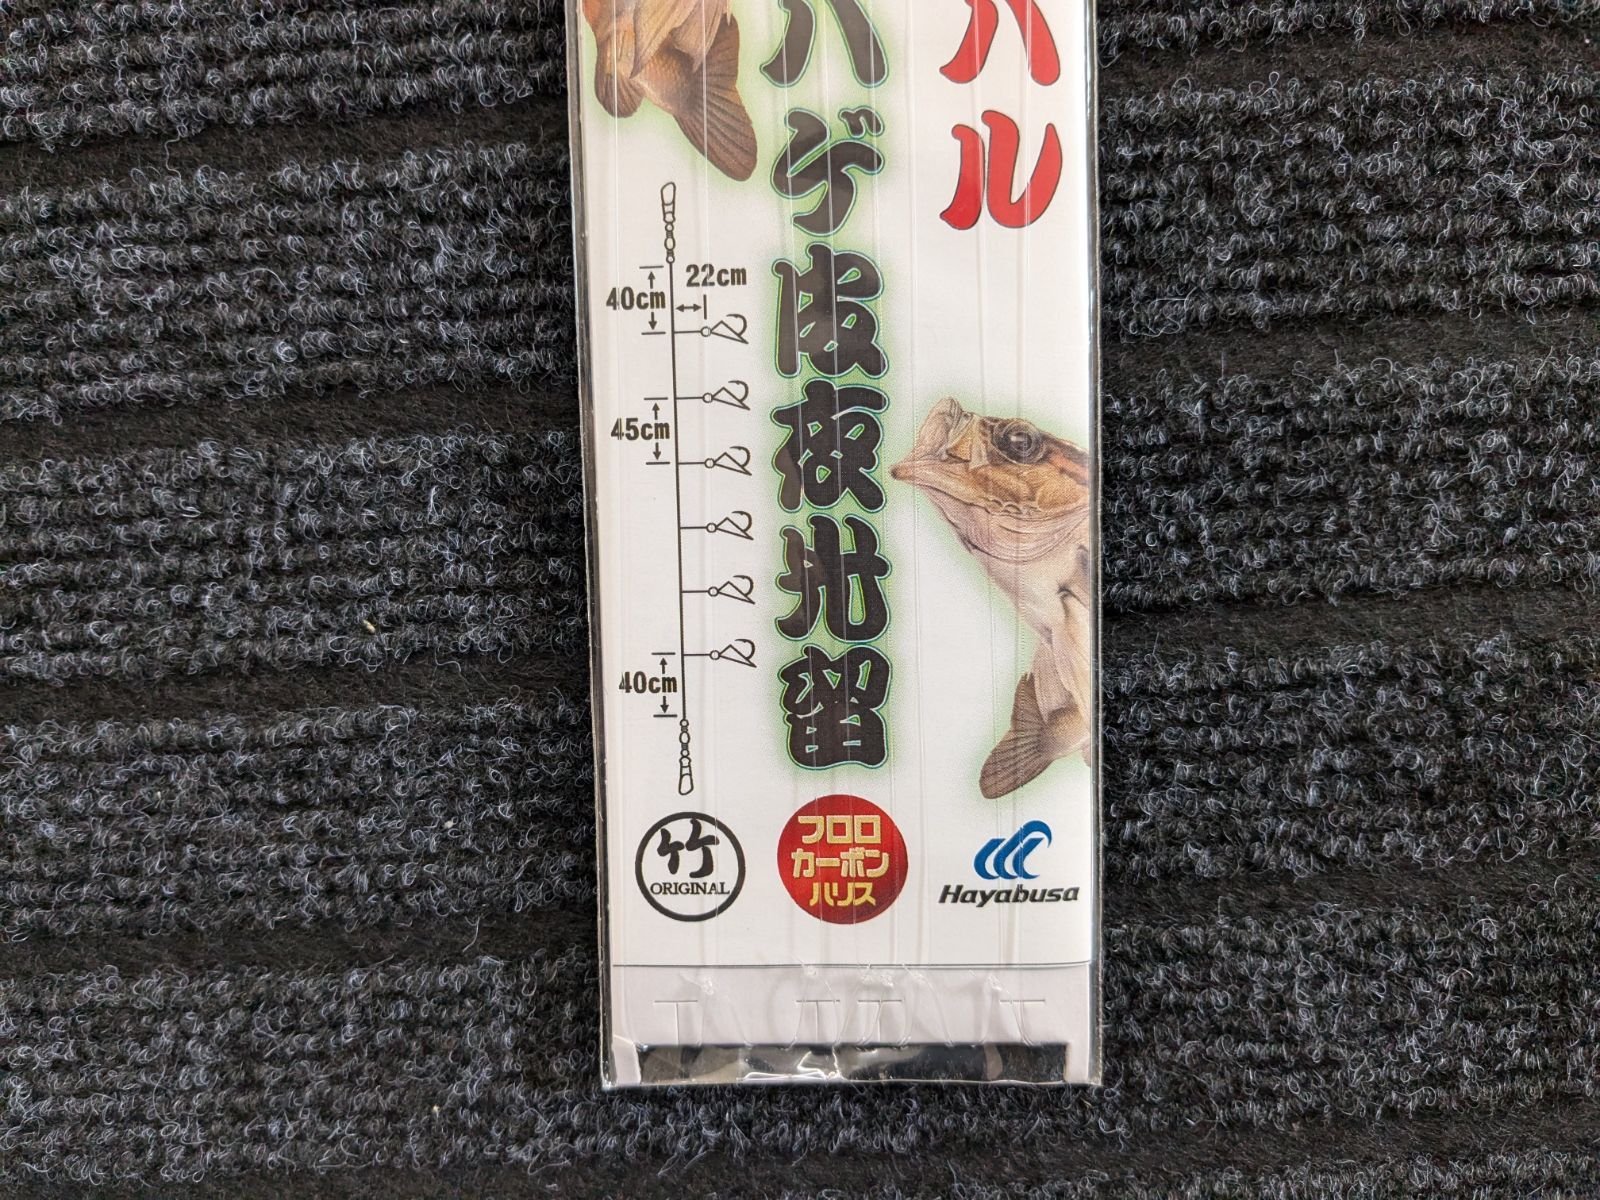 ハル
ハゲ皮夜光留
22cm
40cm
45cm
40cm
竹
ORIGINAL
フロロ
カーボン
ハリス
Hayabusa